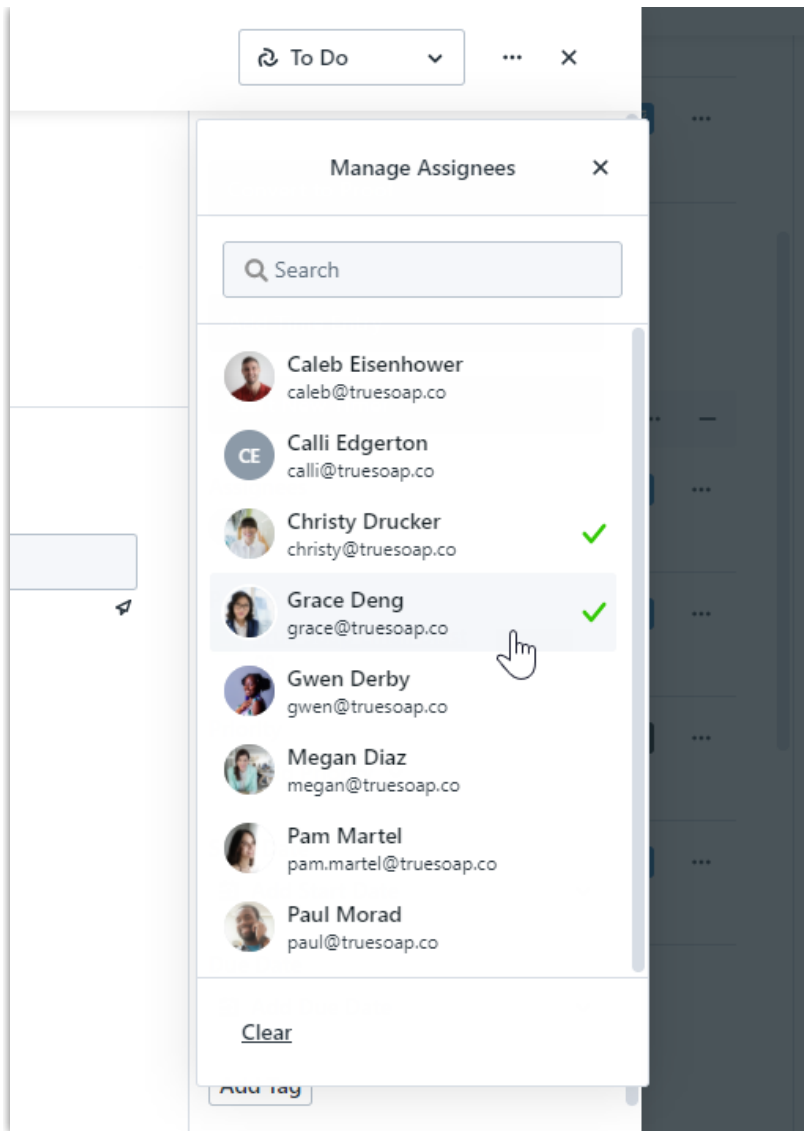 To Do
Manage Assignees
Search
Caleb Eisenhower
caleb@truesoap.co
CE
Calli Edgerton
calli@truesoap.co
Christy Drucker
christy@truesoap.co
Grace Deng
grace@truesoap.co
Gwen Derby
gwen@truesoap.co
Megan Diaz
megan@truesoap.co
Pam Martel
pam.martel@truesoap.co
Paul Morad
paul@truesoap.co
Clear
Add Tag